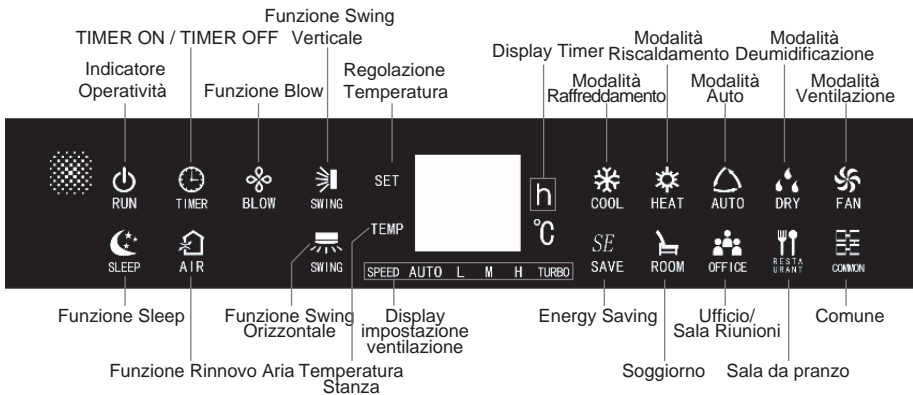 Funzione Swing
Verticale
TIMER ON / TIMER OFF
Indicatore
Operatività
Funzione Blow
Regolazione
Temperatura
Display Timer
Modalità
Riscaldamento
Modalità
Raffreddamento
Modalità
Auto
Modalità
Deumidificazione
Modalità
Ventilazione
RUN
TIMER
BLOW
SWING
SET
h
COOL
HEAT
AUTO
DRY
FAN
SLEEP
AIR
SWING
TEMP
°C
SPEED AUTO L M H TURBO
SE
SAVE
ROOM
OFFICE
RESTA
URANT
COMMON
Funzione Sleep
Funzione Swing
Orizzontale
Display
impostazione
ventilazione
Energy Saving
Ufficio/
Sala Riunioni
Comune
Funzione Rinnovo Aria
Temperatura
Stanza
Soggiorno
Sala da pranzo